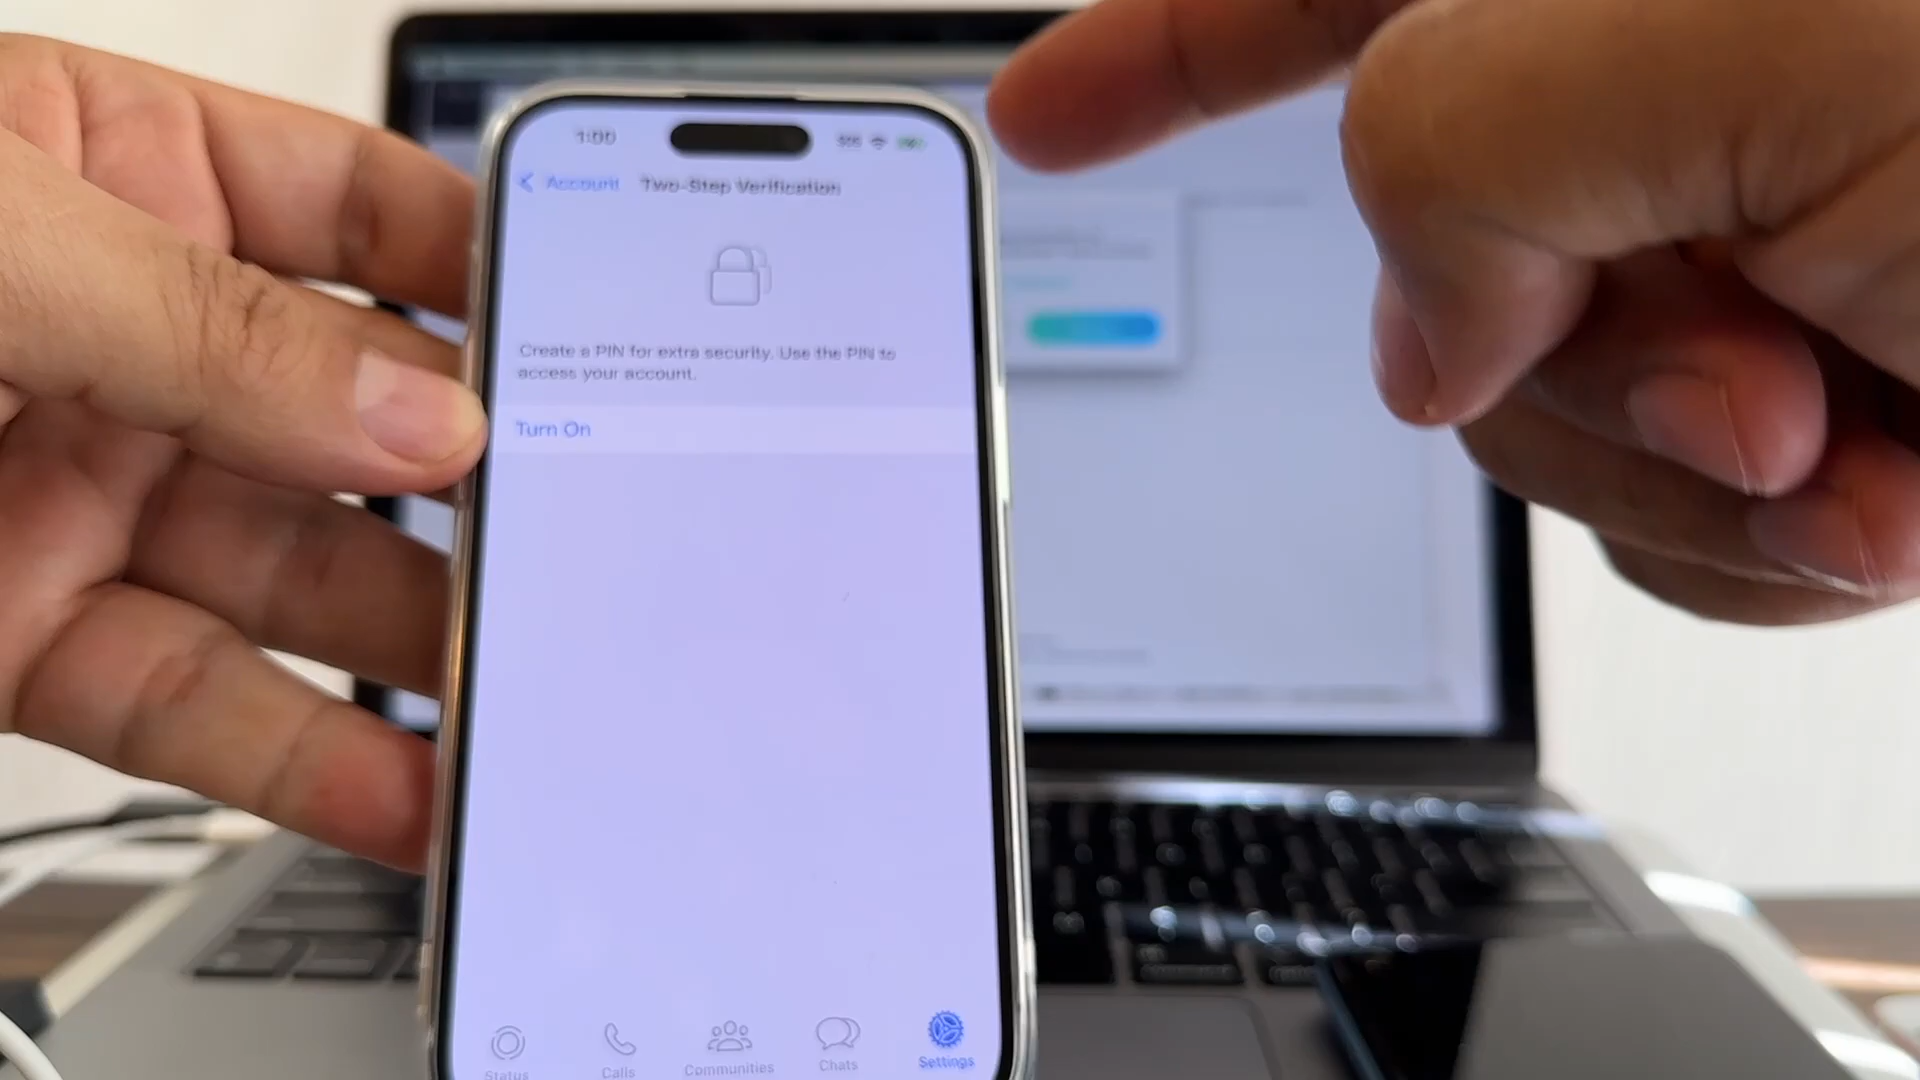 1:00
SOS
Account
Two-Step Verification
Create a PIN for extra security. Use the PIN to
access your account.
Turn On
Status
Calls
Communities
Chats
Settings